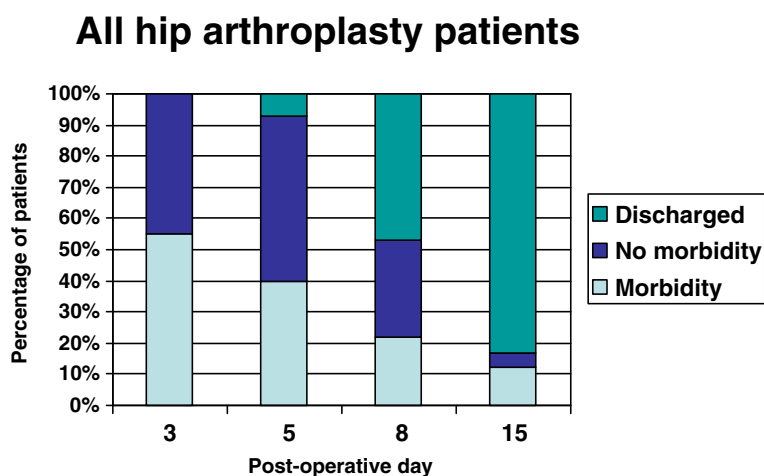 All hip arthroplasty patients
100%
90%
80%
70%
60%
50%
40%
30%
20%
10%
0%
Percentage of patients
3 5 8 15
Post-operative day
Discharged
No morbidity
Morbidity